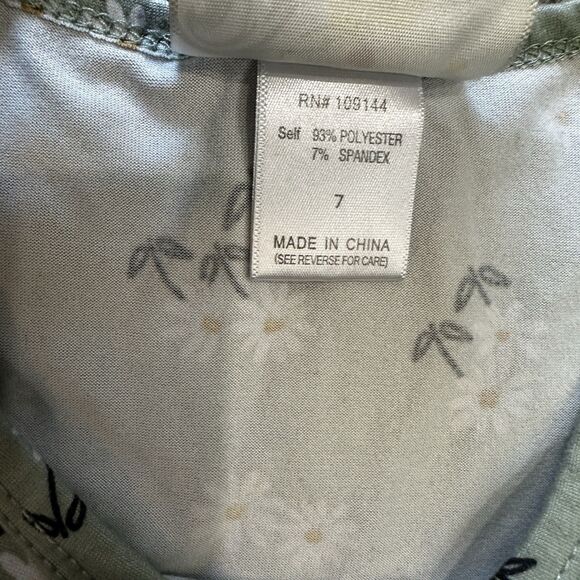 RN# 109144
Self 93% POLYESTER
7% SPANDEX
7
MADE IN CHINA
(SEE REVERSE FOR CARE)